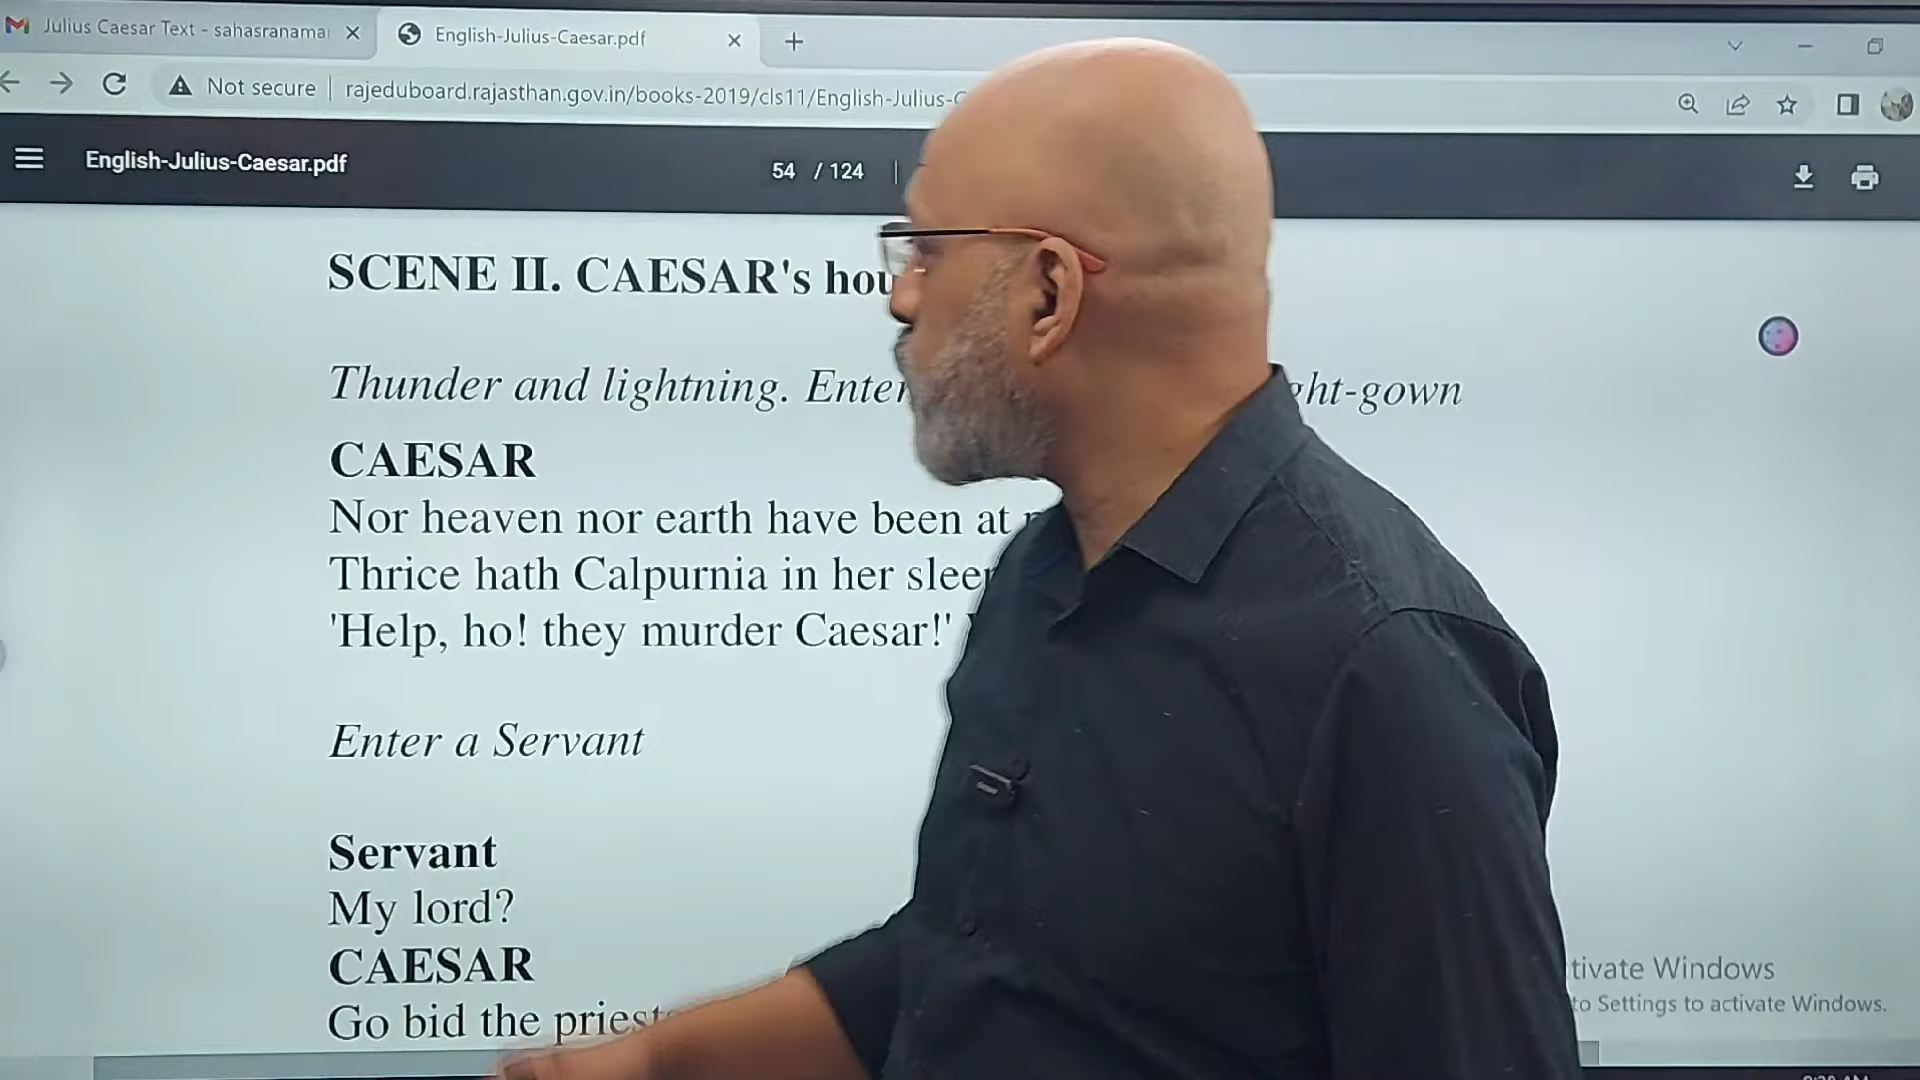 Julius Caesar Text - sahasranama
English-Julius-Caesar.pdf
Not secure
rajeduboard.rajasthan.gov.in/books-2019/cls11/English-Julius-C
English-Julius-Caesar.pdf
54 / 124
SCENE II. CAESAR's hou
Thunder and lightning. Enter ght-gown
CAESAR
Nor heaven nor earth have been at
Thrice hath Calpurnia in her sleep
'Help, ho! they murder Caesar!'
Enter a Servant
Servant
My lord?
CAESAR
Go bid the priests
tivate Windows
to Settings to activate Windows.